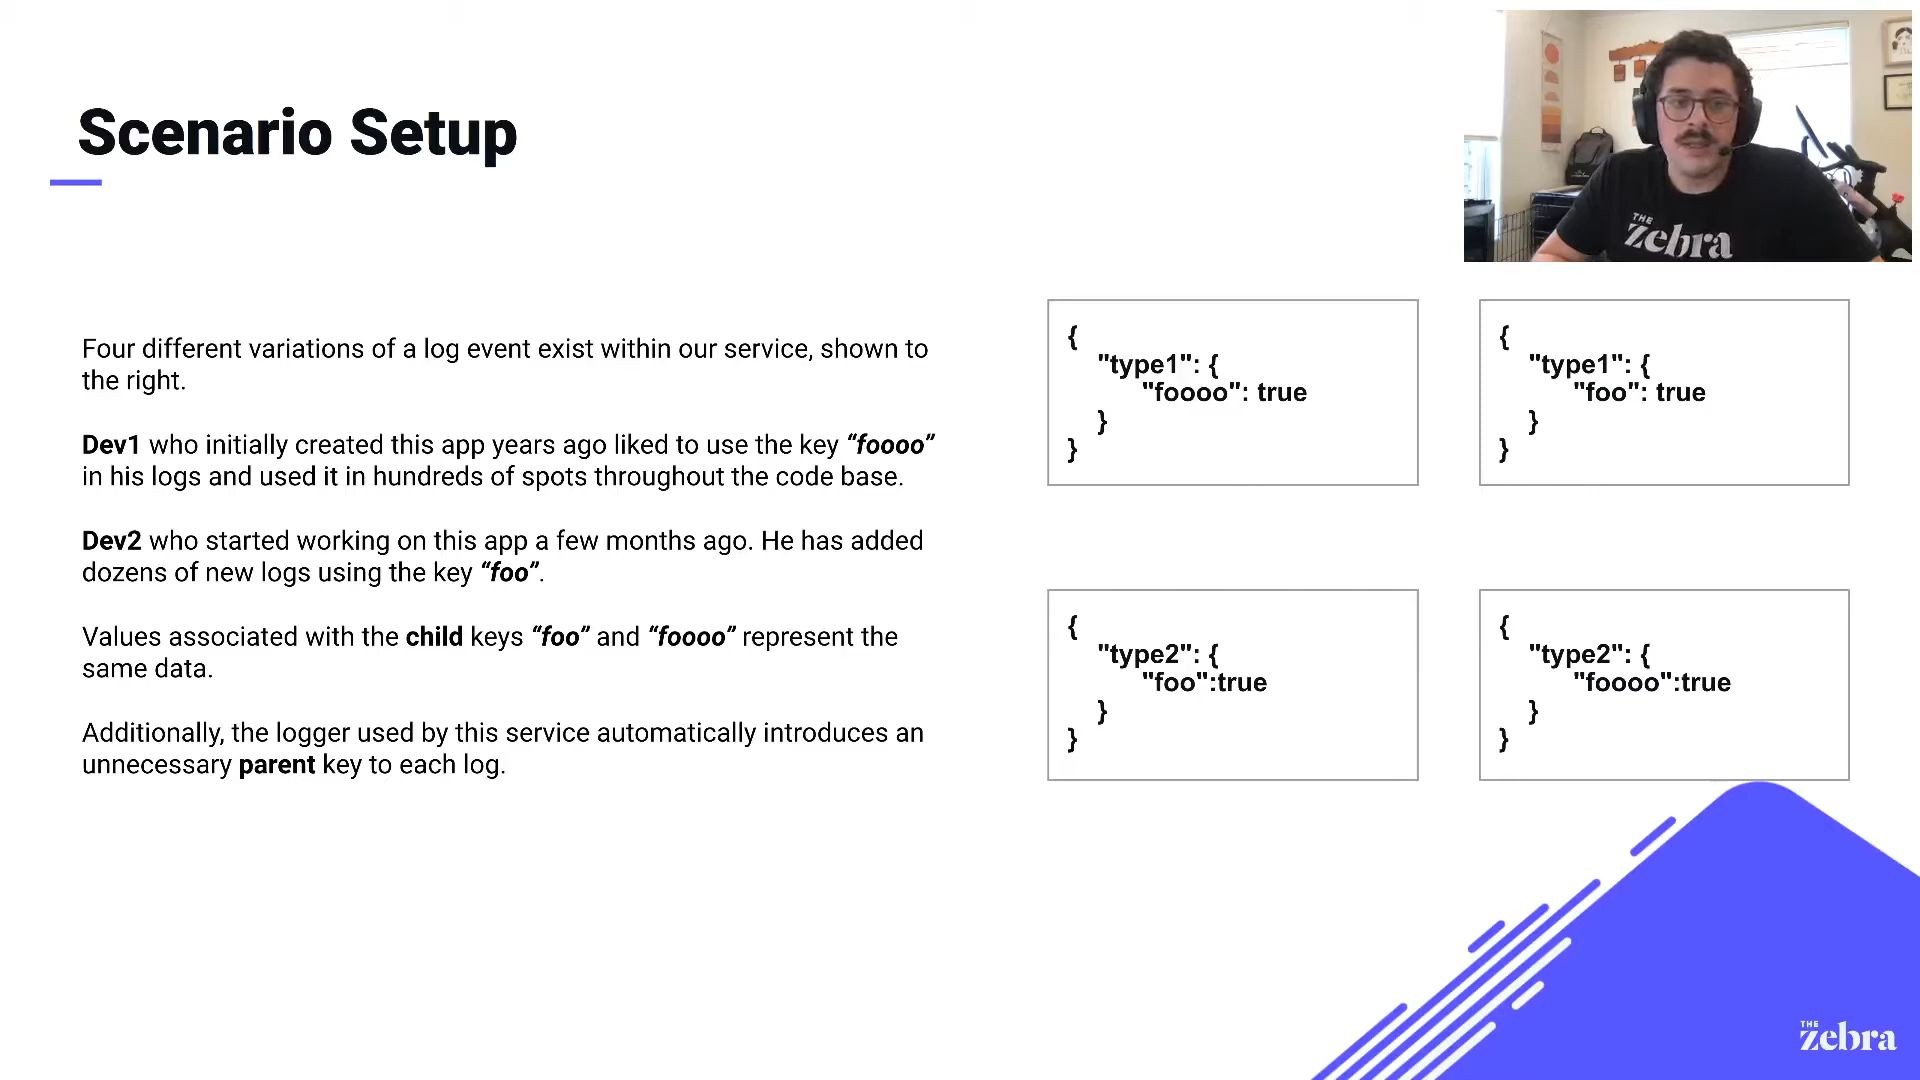 Scenario Setup
THE
zebra
Four different variations of a log event exist within our service, shown to
the right.
Dev1 who initially created this app years ago liked to use the key “foooo”
in his logs and used it in hundreds of spots throughout the code base.
Dev2 who started working on this app a few months ago. He has added
dozens of new logs using the key “foo”.
Values associated with the child keys “foo” and “foooo” represent the
same data.
Additionally, the logger used by this service automatically introduces an
unnecessary parent key to each log.
{
"type1": {
"foooo": true
}
}
{
"type1": {
"foo": true
}
}
{
"type2": {
"foo":true
}
}
{
"type2": {
"foooo":true
}
}
THE
zebra